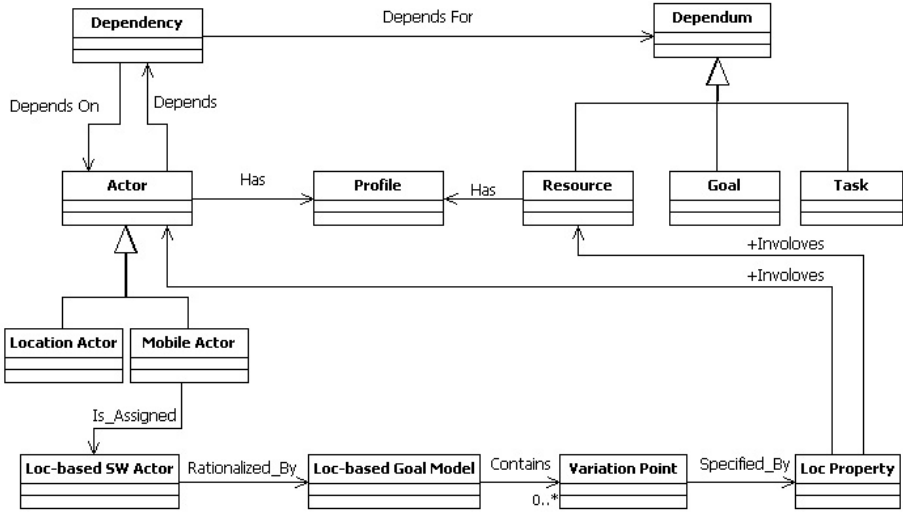 Dependency
Depends For
Dependum
Depends On
Depends
Actor
Has
Profile
Has
Resource
Goal
Task
+Involoves
+Involoves
Location Actor
Mobile Actor
Is_Assigned
Loc-based SW Actor
Rationalized_By
Loc-based Goal Model
Contains
0..*
Variation Point
Specified_By
Loc Property